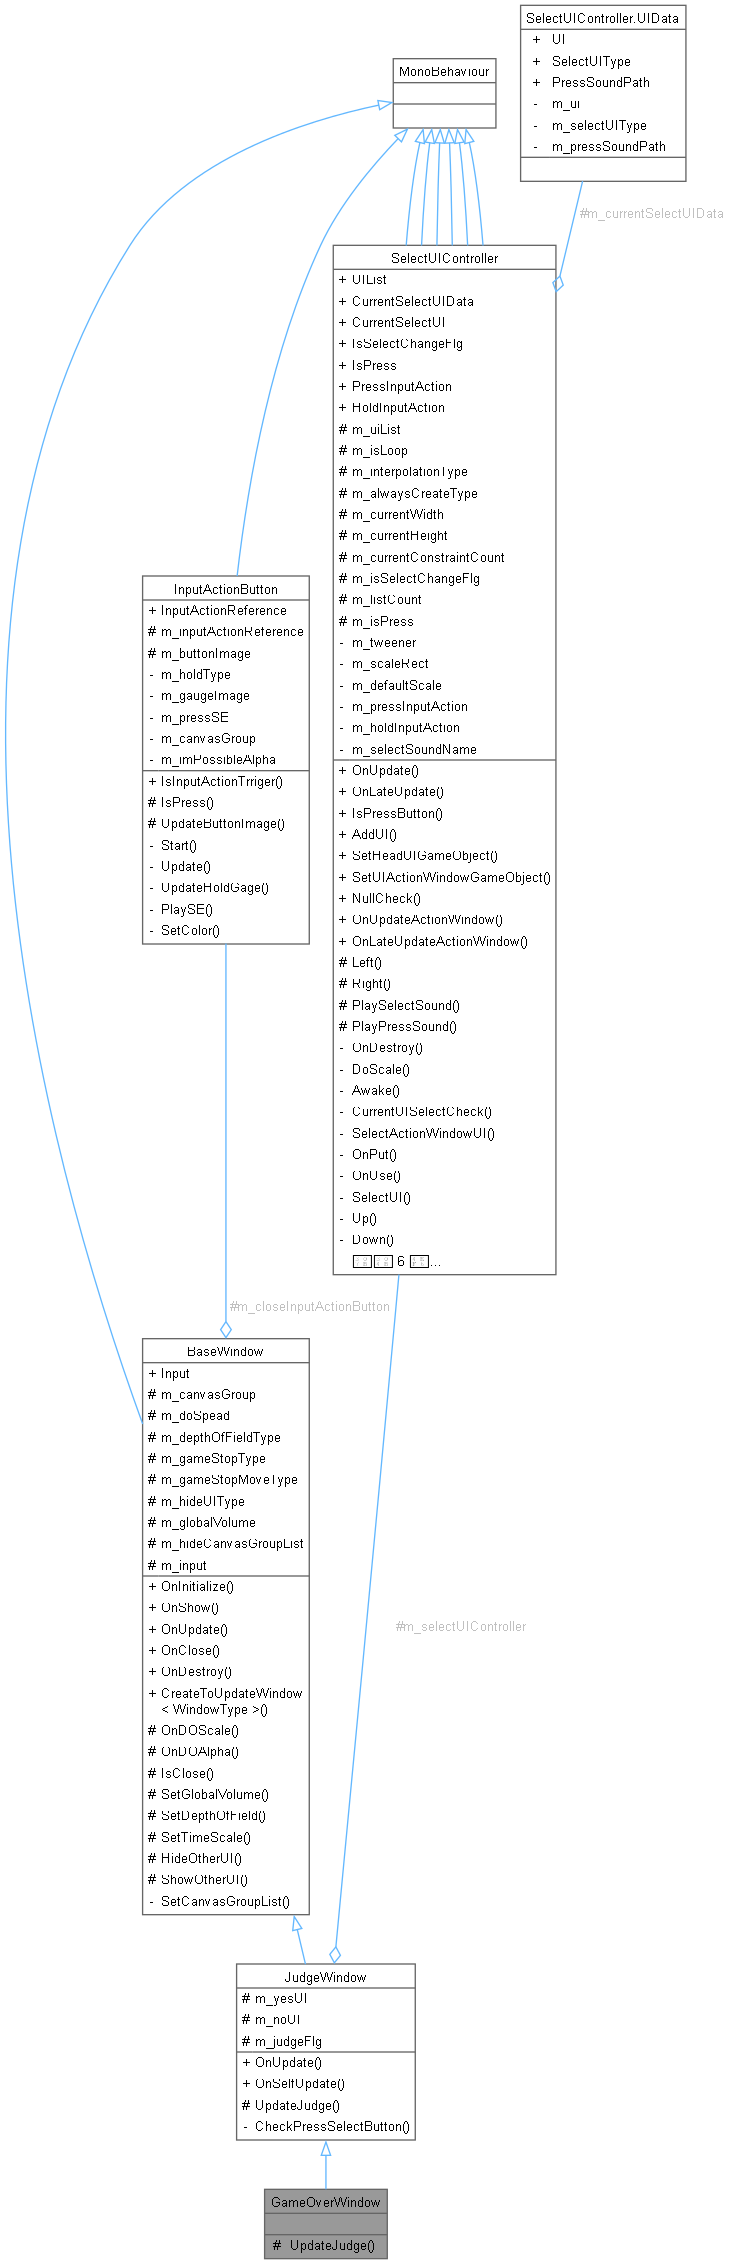 SelectUIController.UIData
+ UI
+ SelectUIType
+ PressSoundPath
- m_ui
- m_selectUIType
- m_pressSoundPath
MonoBehaviour
#m_currentSelectUIData
SelectUIController
+ UIList
+ CurrentSelectUIData
+ CurrentSelectUI
+ IsSelectChangeFlg
+ IsPress
+ PressInputAction
+ HoldInputAction
# m_uiList
# m_isLoop
# m_interpolationType
# m_alwaysCreateType
# m_currentWidth
# m_currentHeight
# m_currentConstraintCount
# m_isSelectChangeFlg
# m_listCount
# m_isPress
- m_tweener
- m_scaleRect
- m_defaultScale
- m_pressInputAction
- m_holdInputAction
- m_selectSoundName
+ OnUpdate()
+ OnLateUpdate()
+ IsPressButton()
+ AddUI()
+ SetHeadUIGameObject()
+ SetUIActionWindowGameObject()
+ NullCheck()
+ OnUpdateActionWindow()
+ OnLateUpdateActionWindow()
# Left()
# Right()
# PlaySelectSound()
# PlayPressSound()
- OnDestroy()
- DoScale()
- Awake()
- CurrentUISelectCheck()
- SelectActionWindowUI()
- OnPut()
- OnUse()
- SelectUI()
- Up()
- Down()
6 ...
InputActionButton
+ InputActionReference
# m_inputActionReference
# m_buttonImage
- m_holdType
- m_gaugeImage
- m_pressSE
- m_canvasGroup
- m_imPossibleAlpha
+ IsInputActionTrriger()
# IsPress()
# UpdateButtonImage()
- Start()
- Update()
- UpdateHoldGage()
- PlaySE()
- SetColor()
#m_closeInputActionButton
BaseWindow
+ Input
# m_canvasGroup
# m_doSpead
# m_depthOfFieldType
# m_gameStopType
# m_gameStopMoveType
# m_hideUIType
# m_globalVolume
# m_hideCanvasGroupList
# m_input
+ OnInitialize()
+ OnShow()
+ OnUpdate()
+ OnClose()
+ OnDestroy()
+ CreateToUpdateWindow
< WindowType >()
# OnDOScale()
# OnDOAlpha()
# IsClose()
# SetGlobalVolume()
# SetDepthOfField()
# SetTimeScale()
# HideOtherUI()
# ShowOtherUI()
- SetCanvasGroupList()
#m_selectUIController
JudgeWindow
# m_yesUI
# m_noUI
# m_judgeFlg
+ OnUpdate()
+ OnSelfUpdate()
# UpdateJudge()
- CheckPressSelectButton()
GameOverWindow
# UpdateJudge()